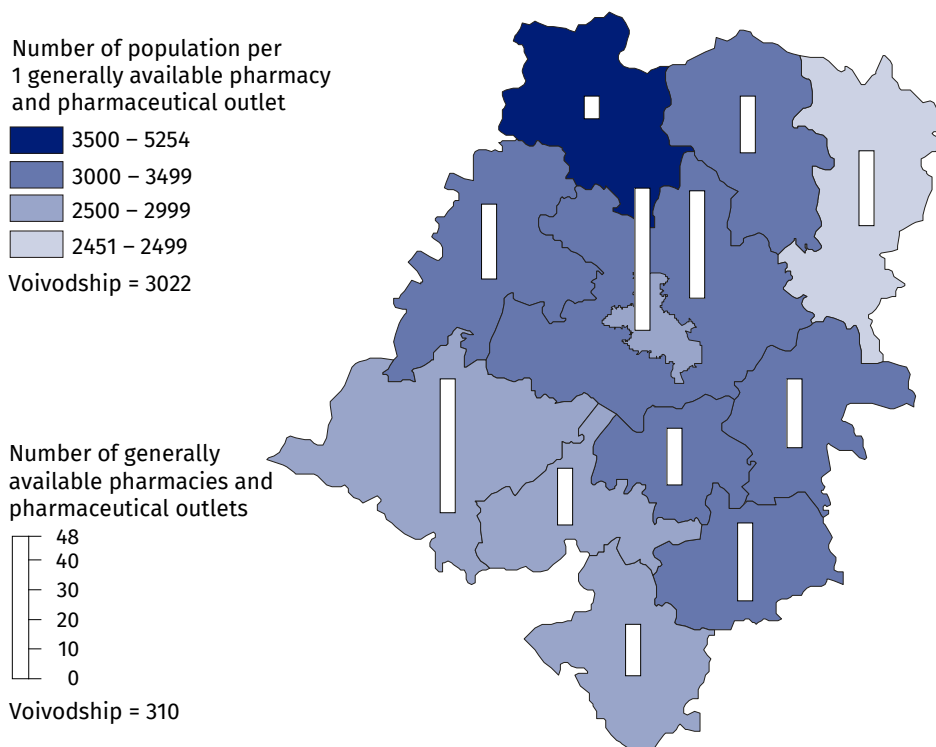 Number of population per
1 generally available pharmacy
and pharmaceutical outlet
3500 – 5254
3000 – 3499
2500 – 2999
2451 – 2499
Voivodship = 3022
Number of generally
available pharmacies and
pharmaceutical outlets
48
40
30
20
10
0
Voivodship = 310